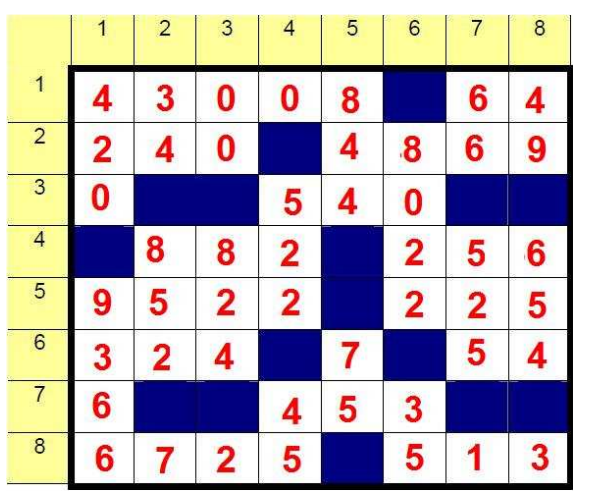 1 2 3 4 5 6 7 8
1 4 3 0 0 8 6 4
2 2 4 0 4 8 6 9
3 0 5 4 0
4 8 8 2 2 5 6
5 9 5 2 2 2 2 5
6 3 2 4 7 5 4
7 6 4 5 3
8 6 7 2 5 5 1 3